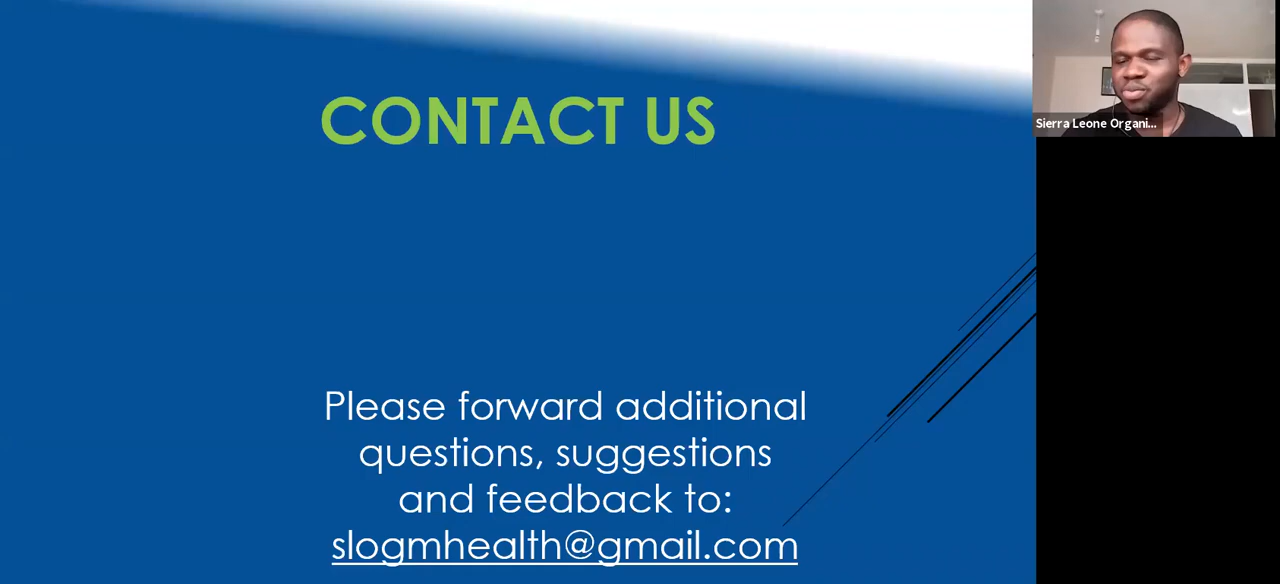 CONTACT US
Sierra Leone Organi...
Please forward additional
questions, suggestions
and feedback to:
slogmhealth@gmail.com